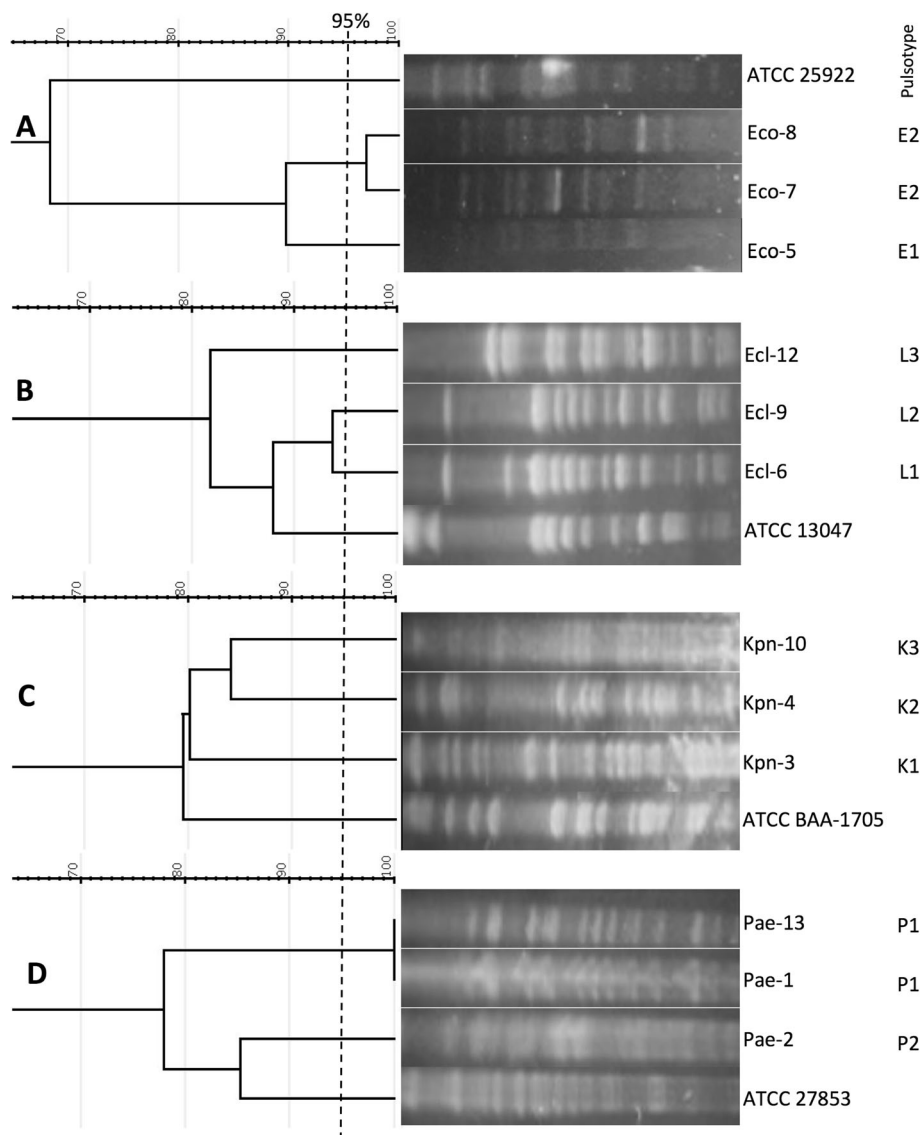 95%
70 80 90 100
Pulsotype
A
ATCC 25922
Eco-8 E2
Eco-7 E2
Eco-5 E1
70 80 90 100
B
Ecl-12 L3
Ecl-9 L2
Ecl-6 L1
ATCC 13047
70 80 90 100
C
Kpn-10 K3
Kpn-4 K2
Kpn-3 K1
ATCC BAA-1705
70 80 90 100
D
Pae-13 P1
Pae-1 P1
Pae-2 P2
ATCC 27853